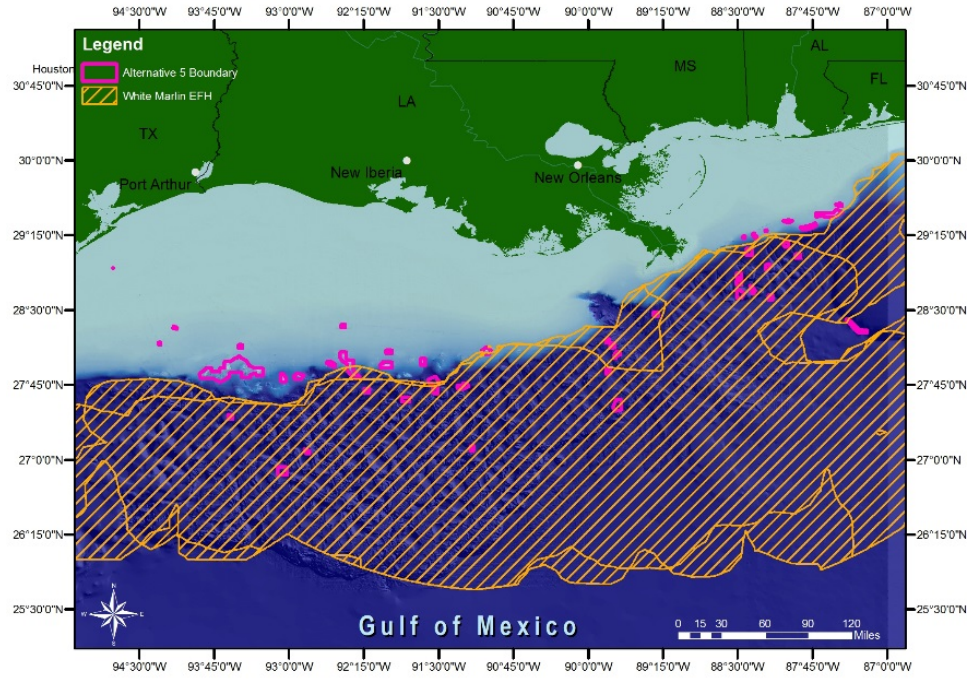 94°30'0"W 93°45'0"W 93°0'0"W 92°15'0"W 91°30'0"W 90°45'0"W 90°0'0"W 89°15'0"W 88°30'0"W 87°45'0"W 87°0'0"W
Legend
Alternative 5 Boundary
White Marlin EFH
Houston
AL
MS
FL
LA
TX
Port Arthur
New Iberia
New Orleans
30°45'0"N 30°45'0"N
30°0'0"N 30°0'0"N
29°15'0"N 29°15'0"N
28°30'0"N 28°30'0"N
27°45'0"N 27°45'0"N
27°0'0"N 27°0'0"N
26°15'0"N 26°15'0"N
25°30'0"N 25°30'0"N
N
W E
S
Gulf of Mexico
0 15 30 60 90 120
Miles
94°30'0"W 93°45'0"W 93°0'0"W 92°15'0"W 91°30'0"W 90°45'0"W 90°0'0"W 89°15'0"W 88°30'0"W 87°45'0"W 87°0'0"W